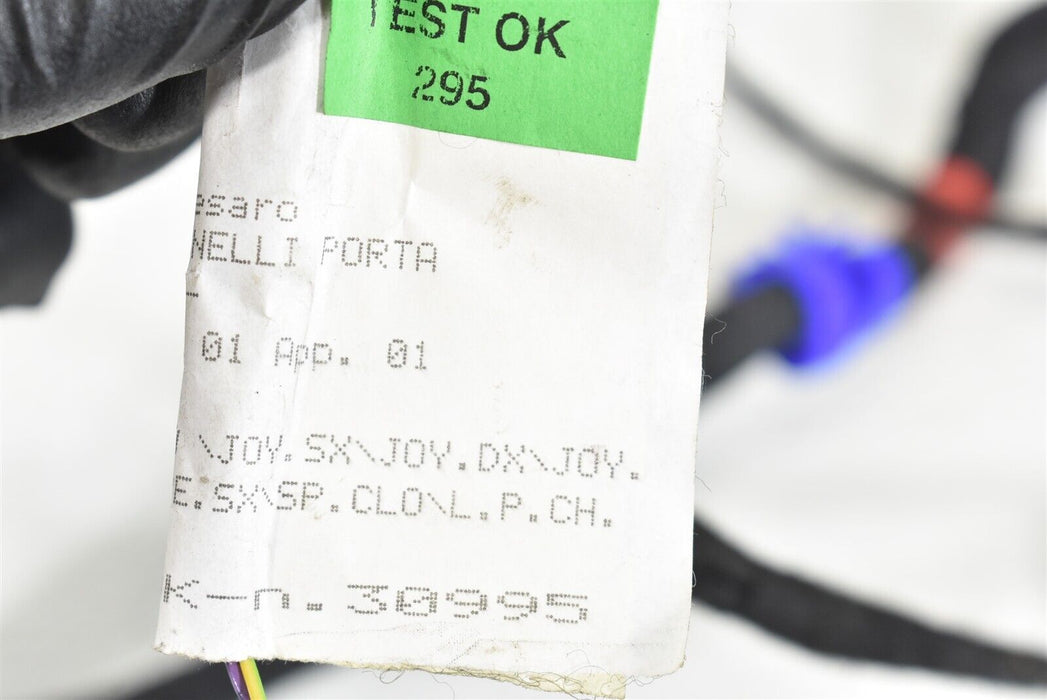 TEST OK
295
esaro
NELLI PORTA
-
01 App. 01
\JOY.SX\JOY.DX\JOY.
E.SX\SP.CLO\L.P.CH.
K-n.30995